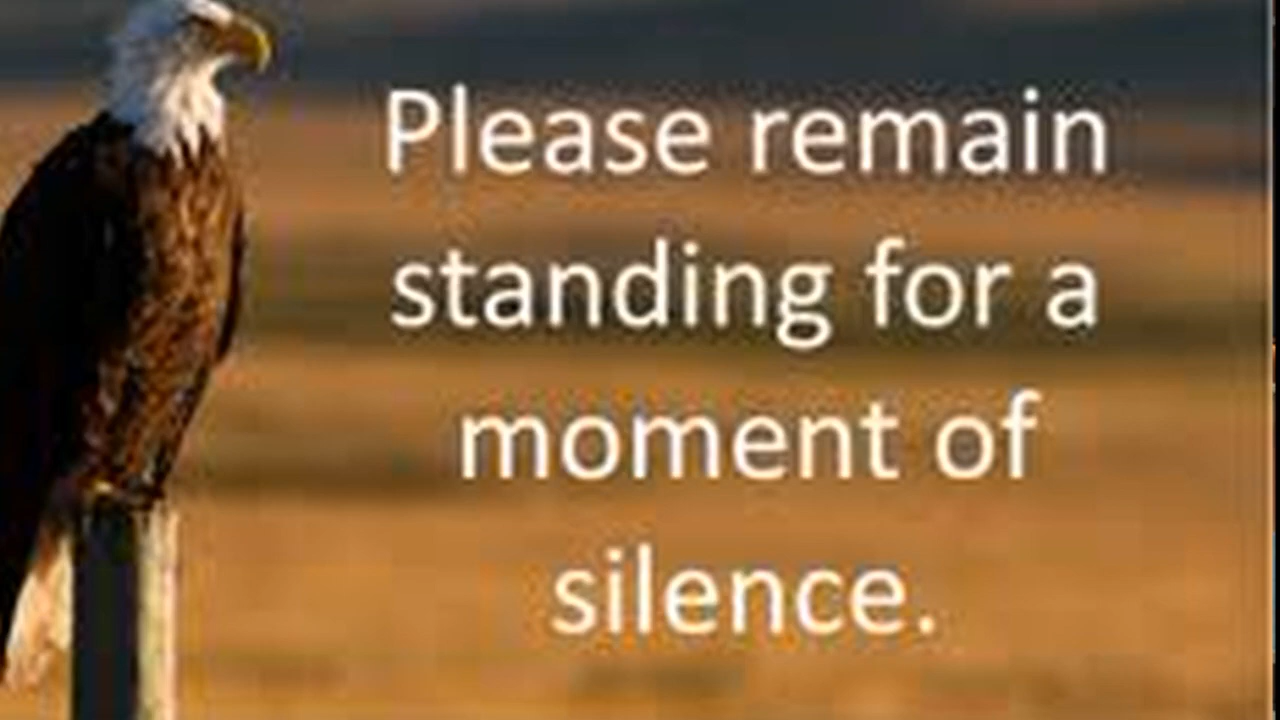 Please remain
standing for a
moment of
silence.